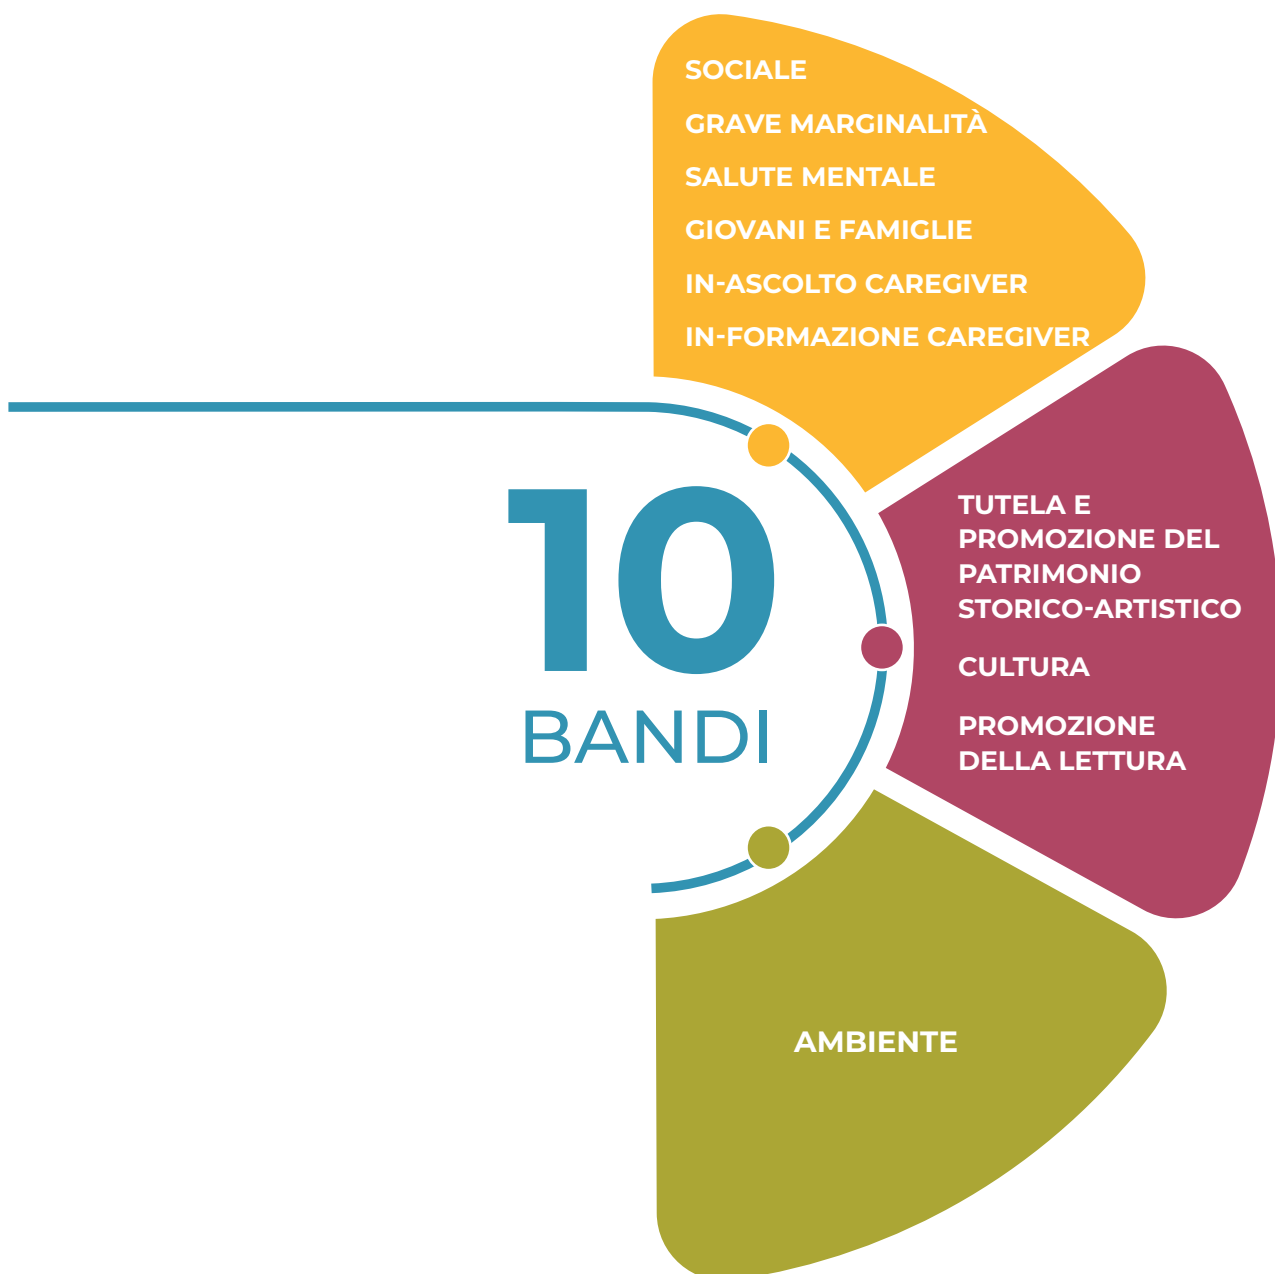 SOCIALE
GRAVE MARGINALITÀ
SALUTE MENTALE
GIOVANI E FAMIGLIE
IN-ASCOLTO CAREGIVER
IN-FORMAZIONE CAREGIVER
10
BANDI
TUTELA E
PROMOZIONE DEL
PATRIMONIO
STORICO-ARTISTICO
CULTURA
PROMOZIONE
DELLA LETTURA
AMBIENTE